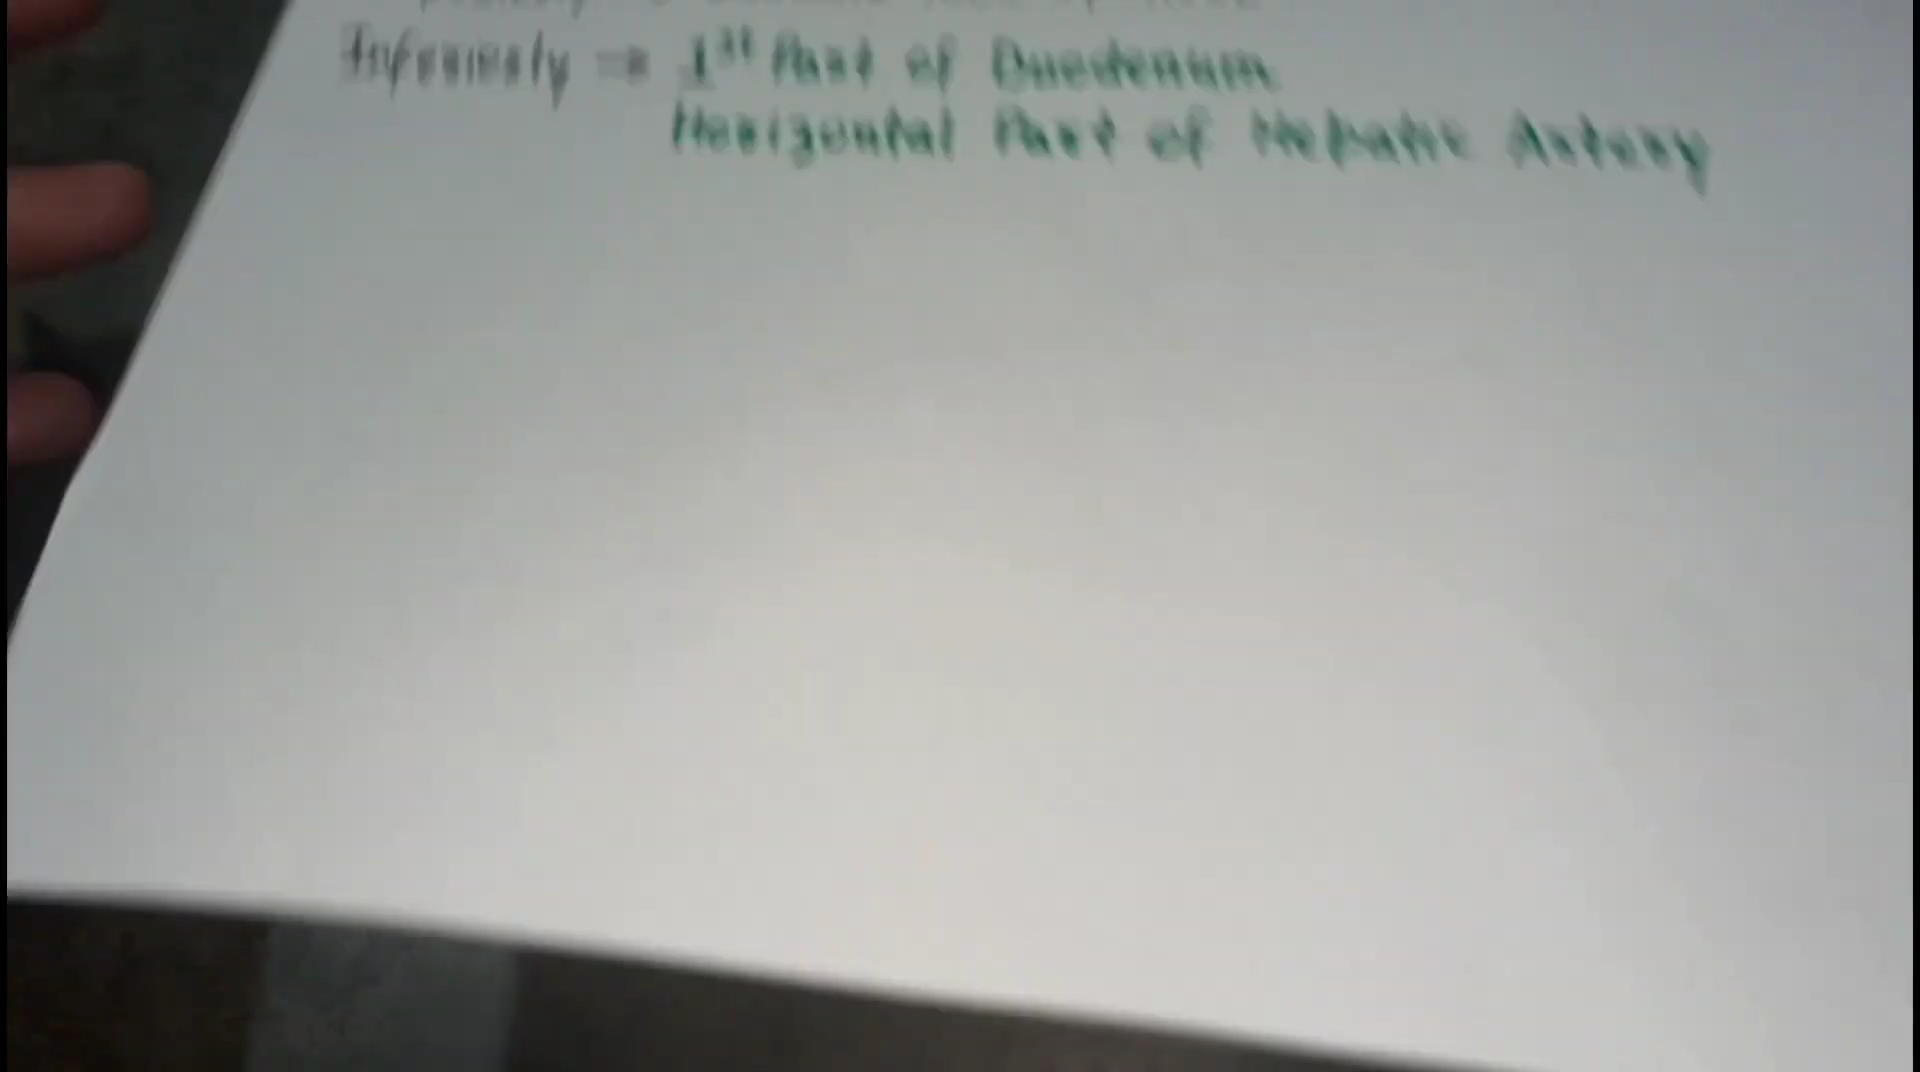 Inferiorly → 1st Part of Duodenum
Horizontal Part of Hepatic Artery